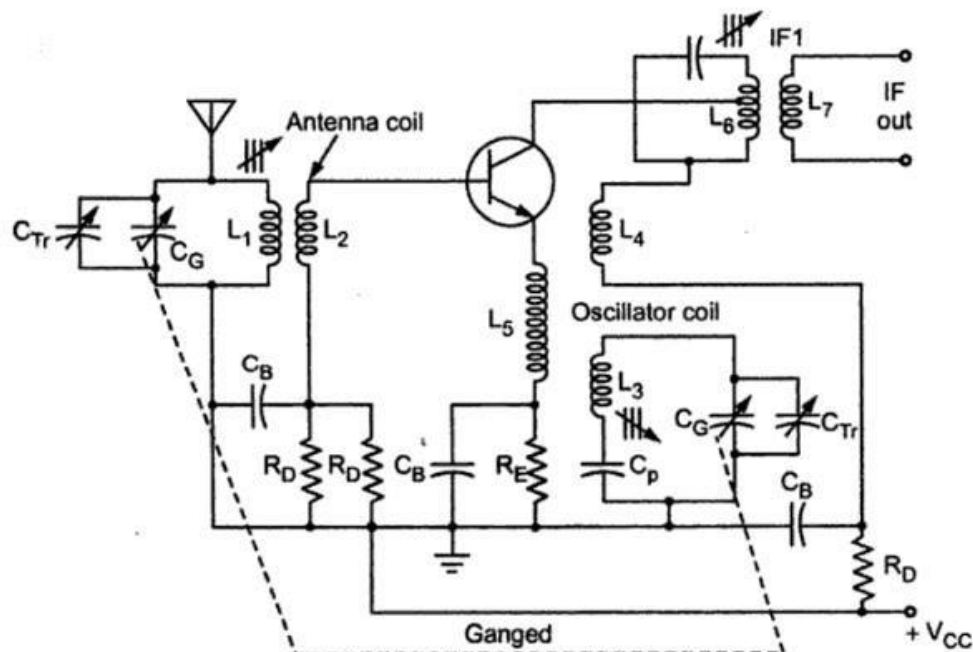 IF1
L6
L7
IF
out
Antenna coil
CTr
CG
L1
L2
L4
L5
Oscillator coil
CB
L3
CG
CTr
RD
RD
CB
RE
Cp
CB
RD
Ganged
+ VCC